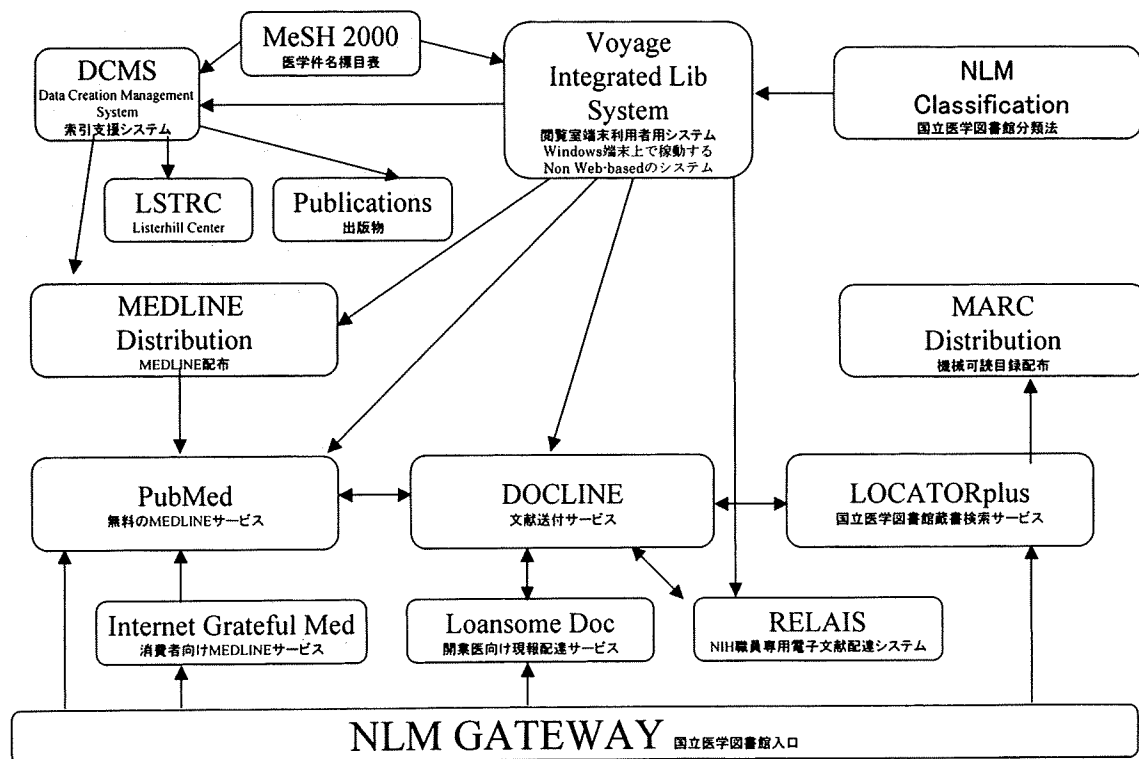 MeSH 2000
医学件名標目表
DCMS
Data Creation Management
System
索引支援システム
Voyage
Integrated Lib
System
閲覧室端末利用者用システム
Windows端末上で稼動する
Non Web-basedのシステム
NLM
Classification
国立医学図書館分類法
LSTRC
Listerhill Center
Publications
出版物
MEDLINE
Distribution
MEDLINE配布
MARC
Distribution
機械可読目録配布
PubMed
無料のMEDLINEサービス
DOCLINE
文献送付サービス
LOCATORplus
国立医学図書館蔵書検索サービス
Internet Grateful Med
消費者向けMEDLINEサービス
Loansome Doc
開業医向け現報配達サービス
RELAIS
NIH職員専用電子文献配達システム
NLM GATEWAY 国立医学図書館入口